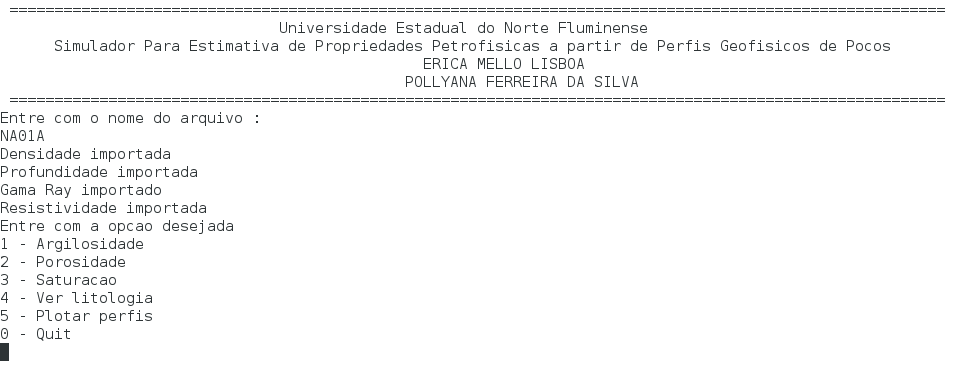 ========================================================================================================
Universidade Estadual do Norte Fluminense
Simulador Para Estimativa de Propriedades Petrofisicas a partir de Perfis Geofisicos de Pocos
ERICA MELLO LISBOA
POLLYANA FERREIRA DA SILVA
========================================================================================================
Entre com o nome do arquivo :
NA01A
Densidade importada
Profundidade importada
Gama Ray importado
Resistividade importada
Entre com a opcao desejada
1 - Argilosidade
2 - Porosidade
3 - Saturacao
4 - Ver litologia
5 - Plotar perfis
0 - Quit